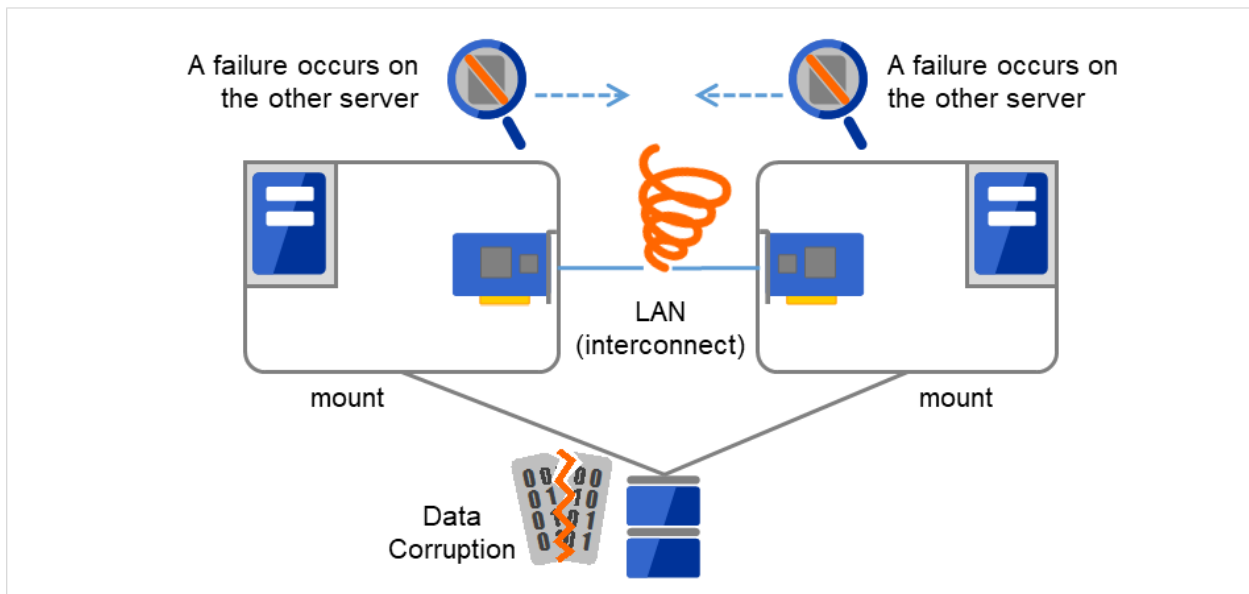 A failure occurs on
the other server
A failure occurs on
the other server
LAN
(interconnect)
mount
mount
Data
Corruption